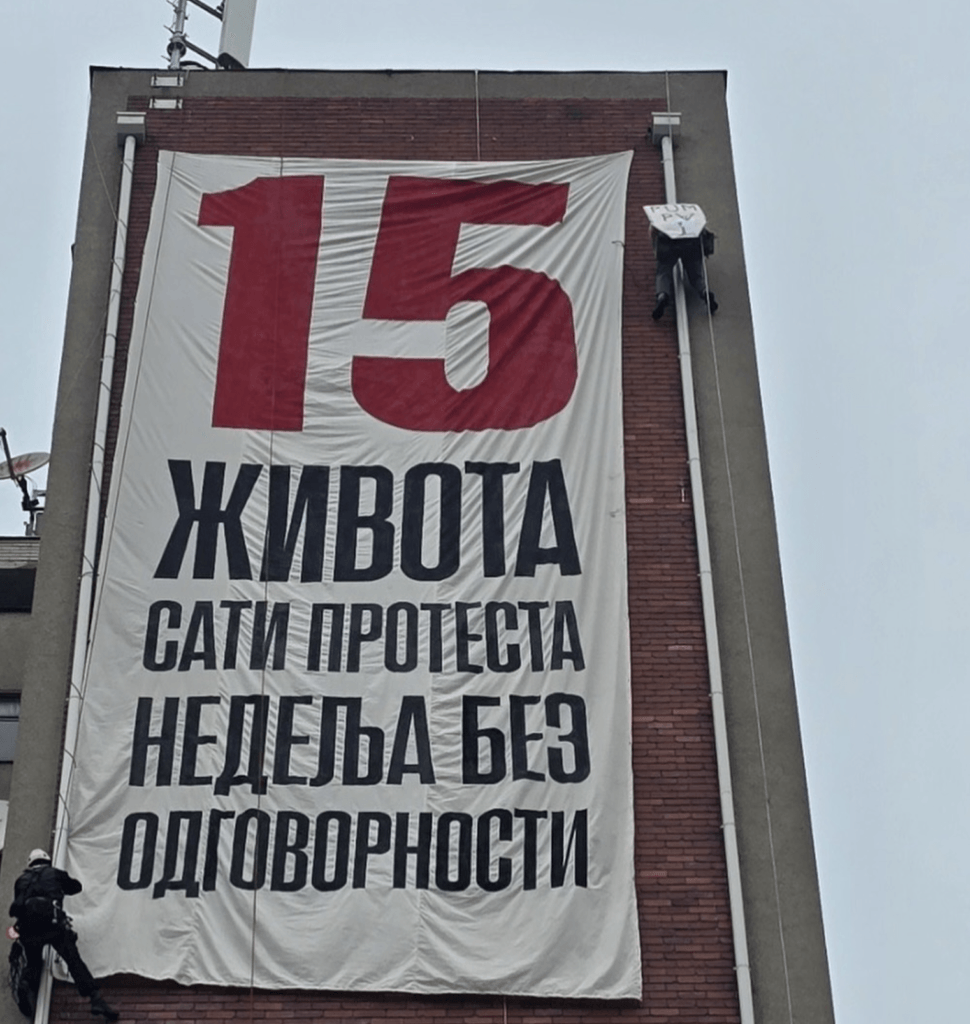 15
ЖИВОТА
САТИ ПРОТЕСТА
НЕДЕЉА БЕЗ
ОДГОВОРНОСТИ